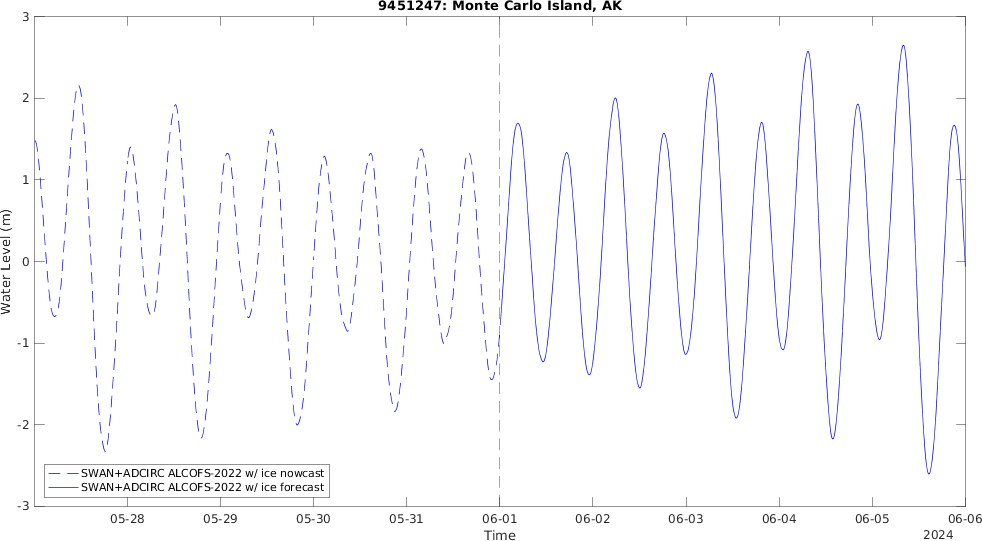 9451247: Monte Carlo Island, AK
3
2
1
0
-1
-2
-3
Water Level (m)
SWAN+ADCIRC ALCOFS-2022 w/ ice nowcast
SWAN+ADCIRC ALCOFS-2022 w/ ice forecast
05-28 05-29 05-30 05-31 06-01 06-02 06-03 06-04 06-05 06-06
Time 2024